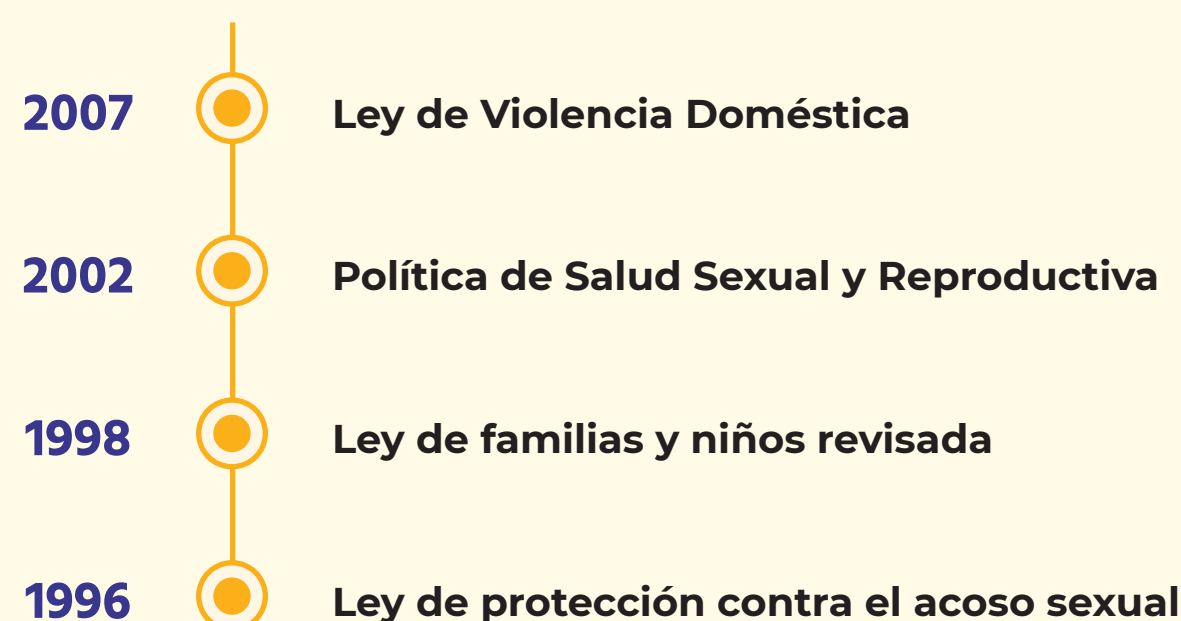 2007 Ley de Violencia Doméstica
2002 Política de Salud Sexual y Reproductiva
1998 Ley de familias y niños revisada
1996 Ley de protección contra el acoso sexual